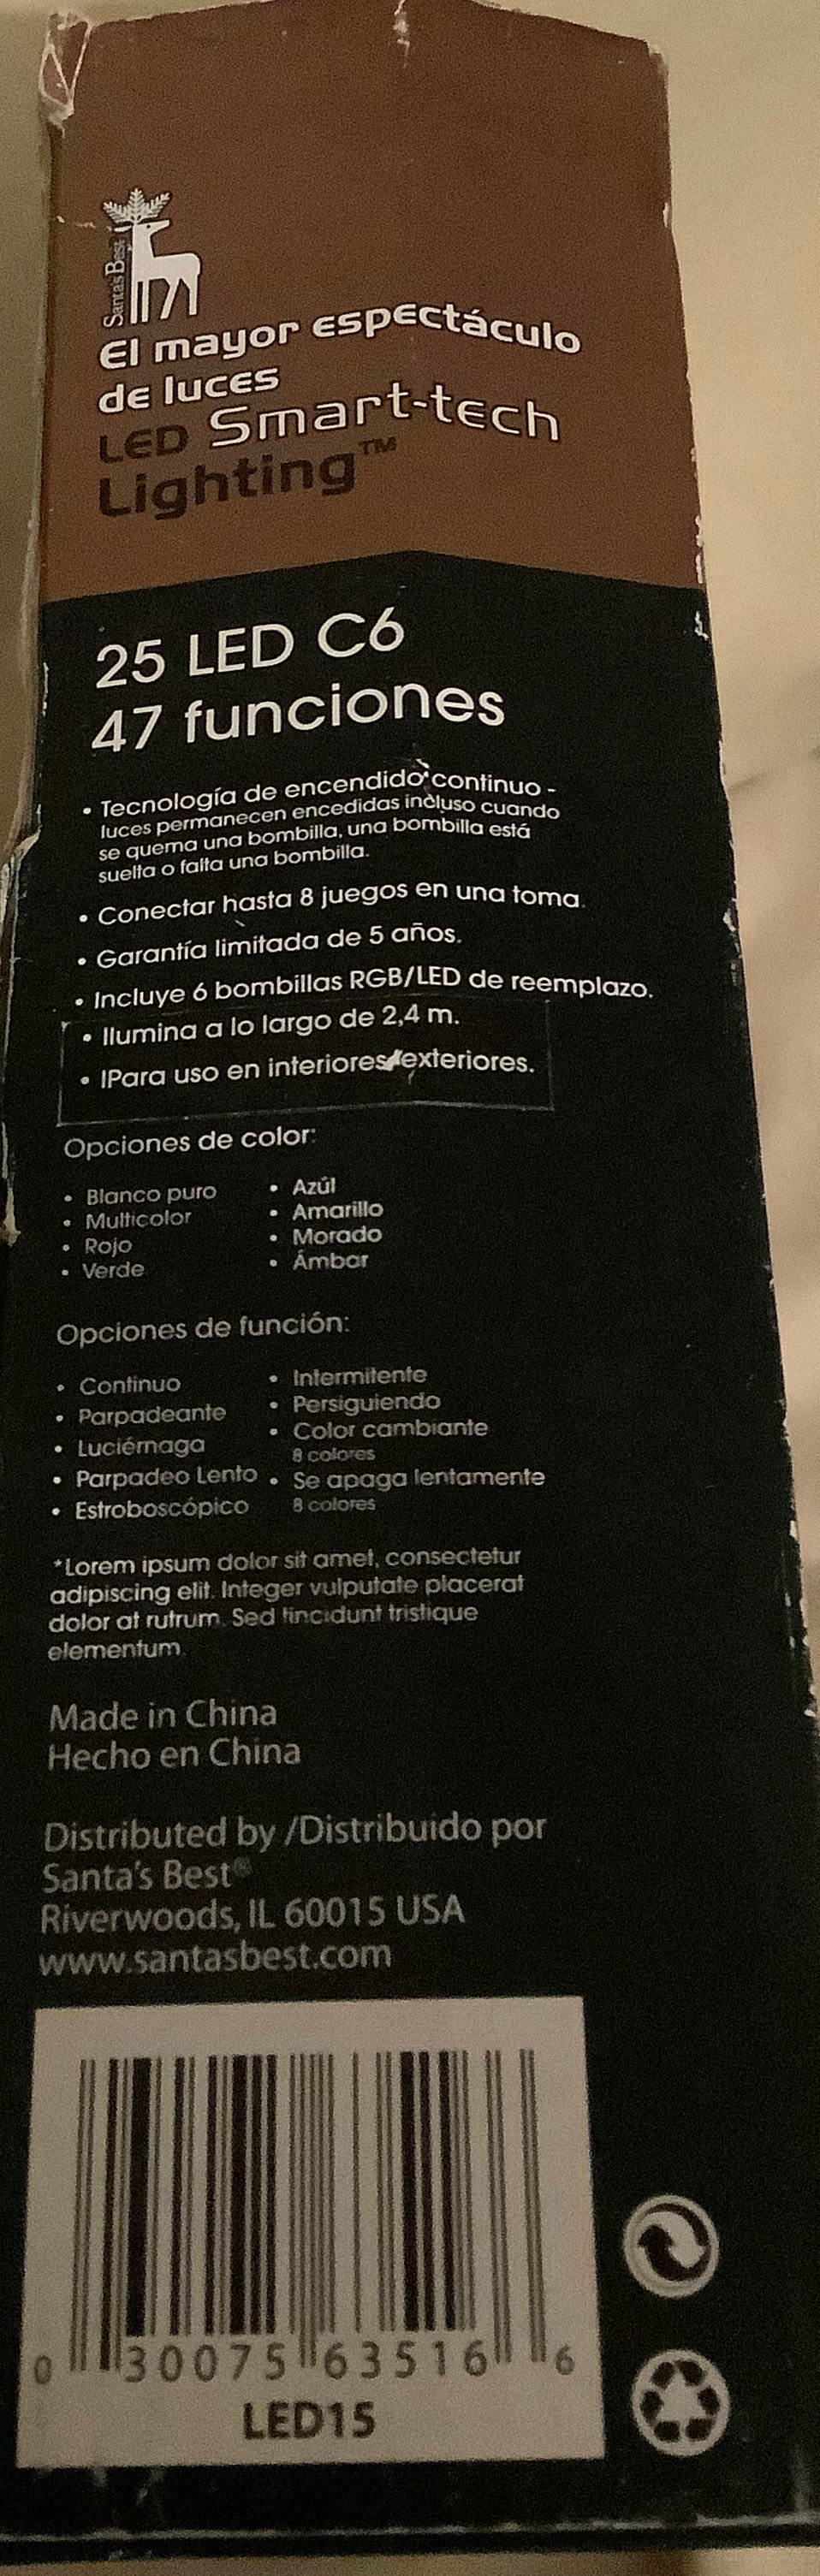 Santa's Best
El mayor espectáculo
de luces
LED Smart-tech
Lighting™
25 LED C6
47 funciones
• Tecnología de encendido continuo -
luces permanecen encedidas incluso cuando
se quema una bombilla, una bombilla está
suelta o falta una bombilla.
• Conectar hasta 8 juegos en una toma.
• Garantía limitada de 5 años.
• Incluye 6 bombillas RGB/LED de reemplazo.
• Ilumina a lo largo de 2,4 m.
• IPara uso en interiores/exteriores.
Opciones de color:
• Blanco puro
• Multicolor
• Rojo
• Verde
• Azúl
• Amarillo
• Morado
• Ámbar
Opciones de función:
• Continuo
• Parpadeante
• Luciérnaga
• Parpadeo Lento
• Estroboscópico
• Intermitente
• Persiguiendo
• Color cambiante
8 colores
• Se apaga lentamente
8 colores
*Lorem ipsum dolor sit amet, consectetur
adipiscing elit. Integer vulputate placerat
dolor at rutrum. Sed tincidunt tristique
elementum.
Made in China
Hecho en China
Distributed by /Distribuido por
Santa's Best®
Riverwoods, IL 60015 USA
www.santasbest.com
0 30075 63516 6
LED15